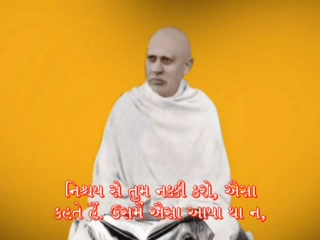 નિશ્ચય સે તુમ નક્કી કરો, ઐસા
કહતે હૈં. ઉસમેં ઐસા આયા થા ન,